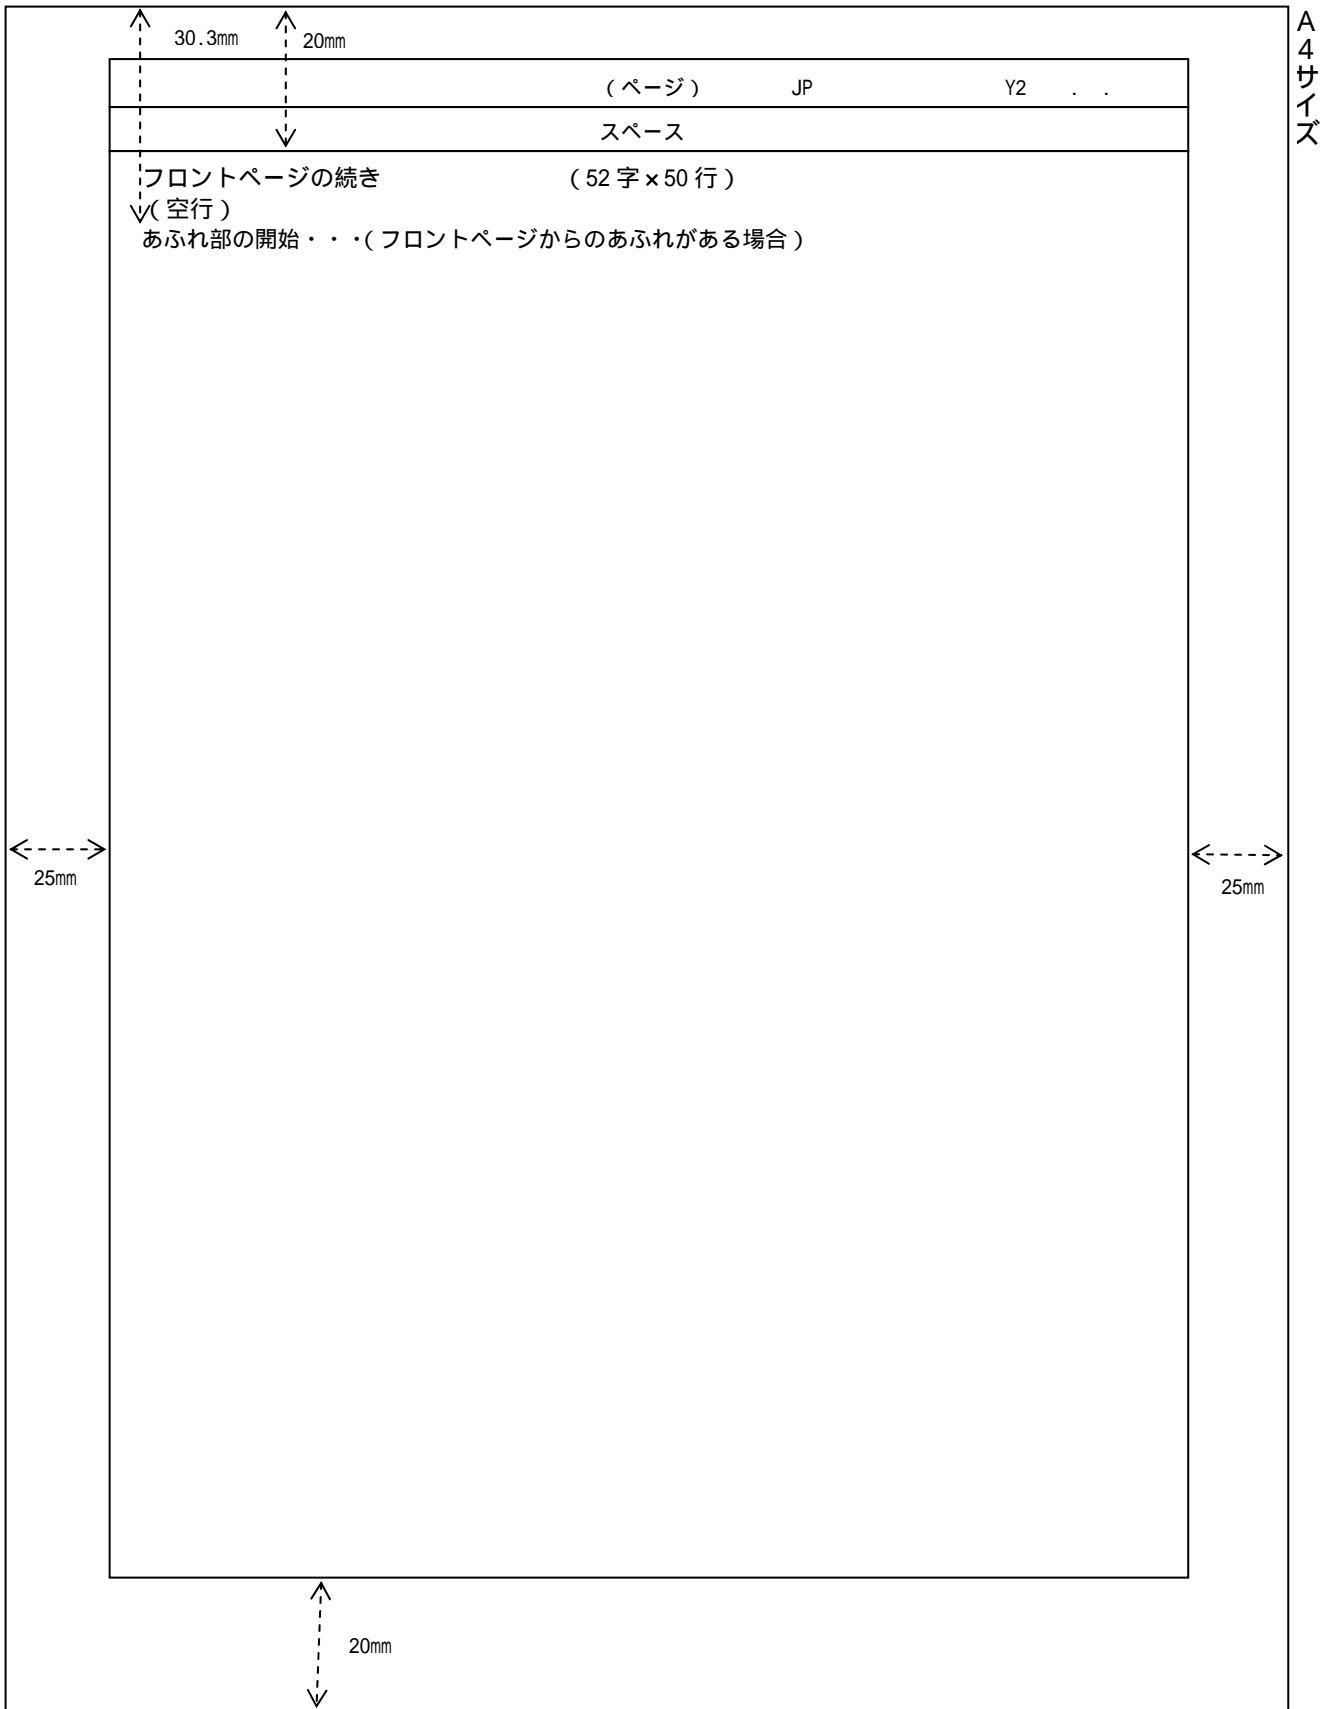 30.3㎜ 20㎜
A4サイズ
(ページ) JP Y2 . .
スペース
フロントページの続き (52字×50行)
(空行)
あふれ部の開始・・・(フロントページからのあふれがある場合)
25㎜
25㎜
20㎜